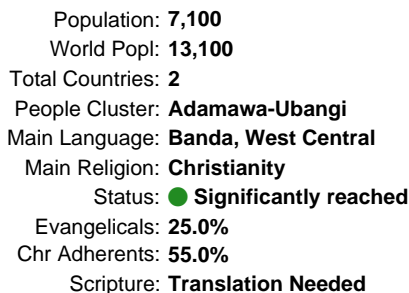 Population: 7,100
World Popl: 13,100
Total Countries: 2
People Cluster: Adamawa-Ubangi
Main Language: Banda, West Central
Main Religion: Christianity
Status: Significantly reached
Evangelicals: 25.0%
Chr Adherents: 55.0%
Scripture: Translation Needed